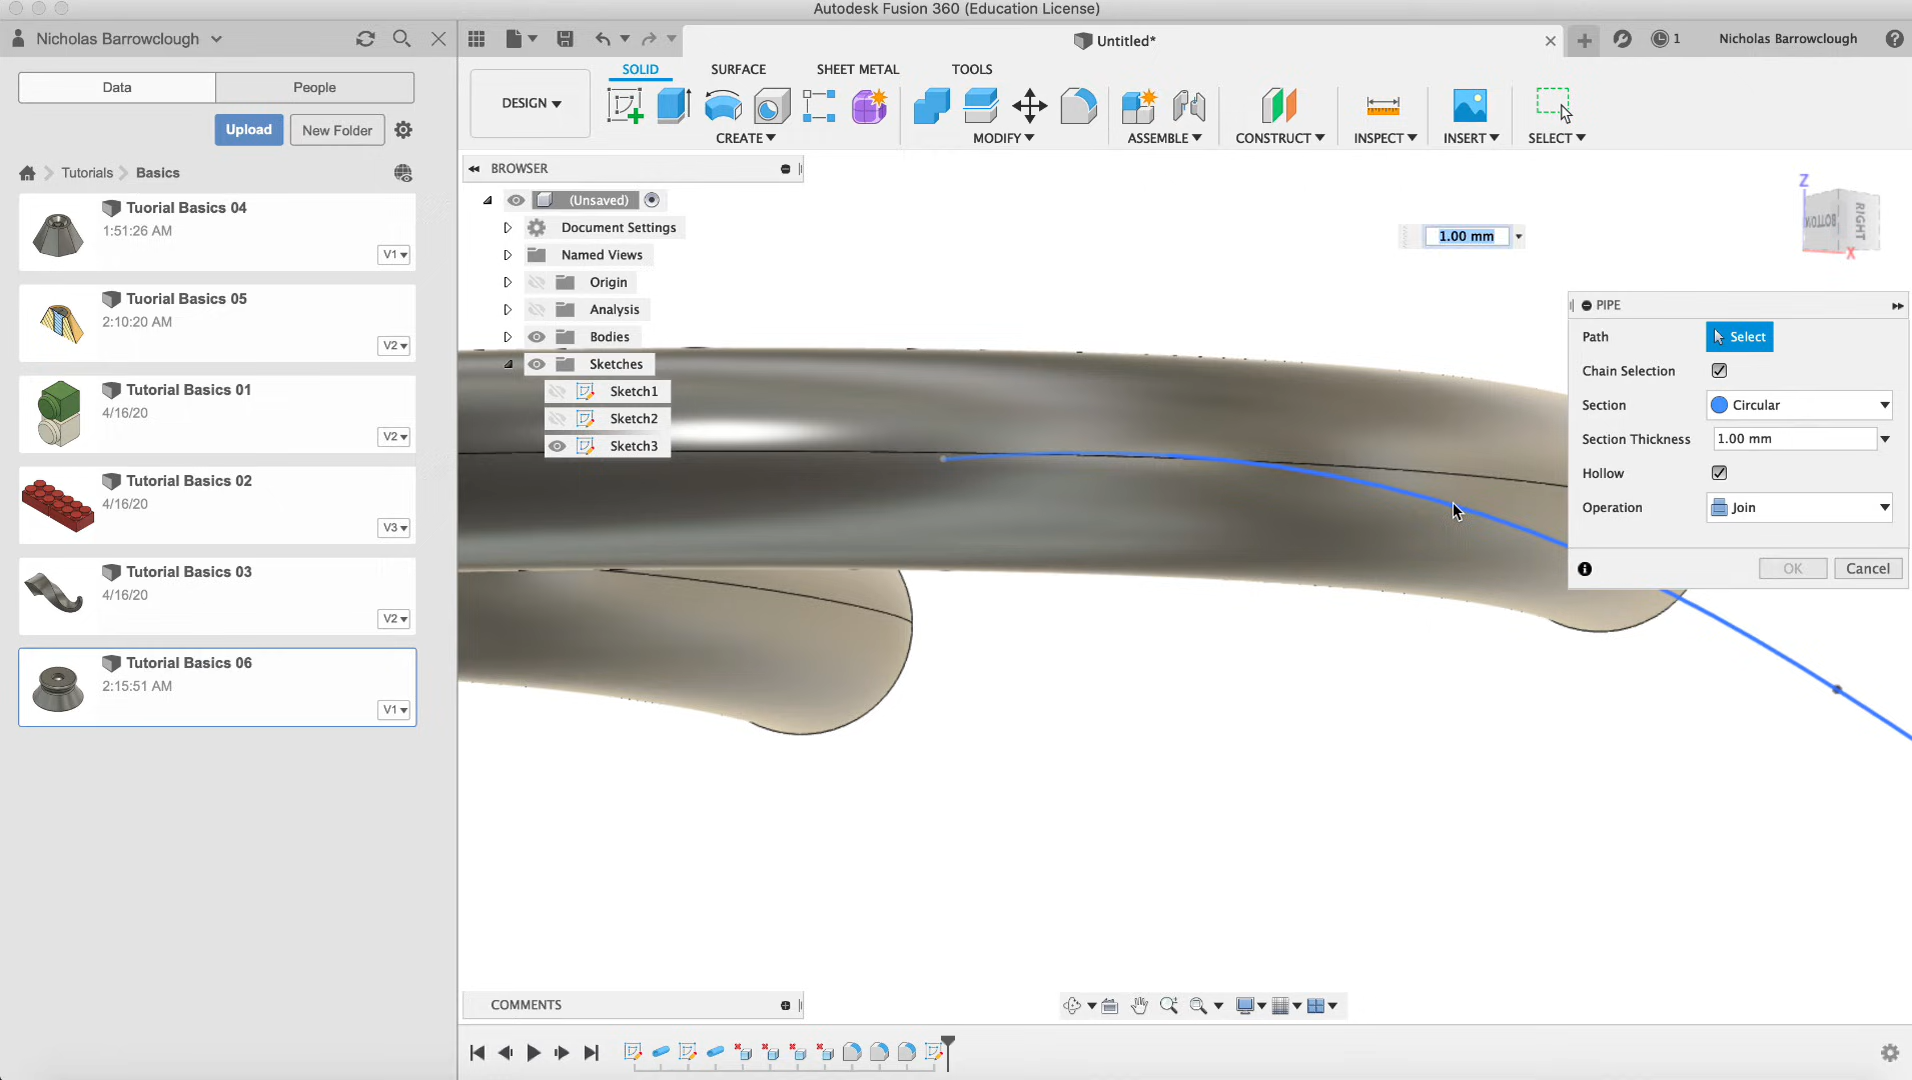 Autodesk Fusion 360 (Education License)
Nicholas Barrowclough
Untitled*
1
Nicholas Barrowclough
Data
People
Upload
New Folder
Tutorials
Basics
Tuorial Basics 04
1:51:26 AM
V1
Tuorial Basics 05
2:10:20 AM
V2
Tutorial Basics 01
4/16/20
V2
Tutorial Basics 02
4/16/20
V3
Tutorial Basics 03
4/16/20
V2
Tutorial Basics 06
2:15:51 AM
V1
DESIGN
SOLID
SURFACE
SHEET METAL
TOOLS
CREATE
MODIFY
ASSEMBLE
CONSTRUCT
INSPECT
INSERT
SELECT
BROWSER
(Unsaved)
Document Settings
Named Views
Origin
Analysis
Bodies
Sketches
Sketch1
Sketch2
Sketch3
1.00 mm
Z
BOTTOM
RIGHT
X
PIPE
Path
Select
Chain Selection
Section
Circular
Section Thickness
1.00 mm
Hollow
Operation
Join
OK
Cancel
COMMENTS